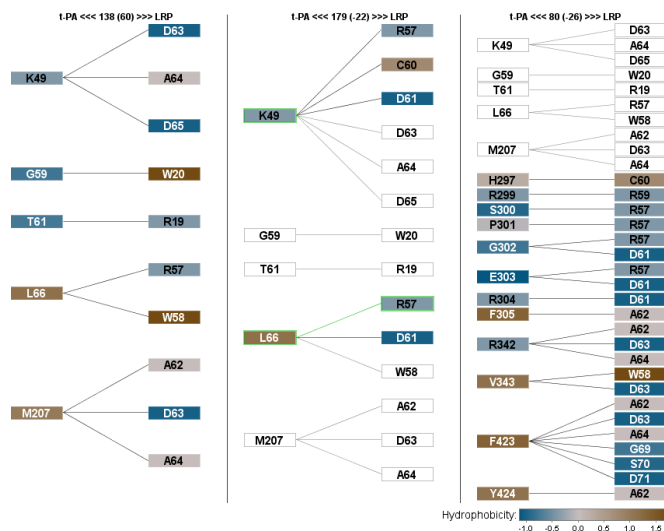 t-PA <<< 138 (60) >>> LRP
K49
D63
A64
D65
G59
W20
T61
R19
L66
R57
W58
M207
A62
D63
A64
t-PA <<< 179 (-22) >>> LRP
K49
R57
C60
D61
D63
A64
D65
G59
W20
T61
R19
L66
R57
D61
W58
M207
A62
D63
A64
t-PA <<< 80 (-26) >>> LRP
K49
D63
A64
D65
G59
W20
T61
R19
L66
R57
W58
M207
A62
D63
A64
H297
C60
R299
R59
S300
R57
P301
R57
G302
R57
D61
E303
R57
D61
R304
D61
F305
A62
R342
A62
D63
A64
V343
W58
D63
F423
A62
D63
A64
G69
S70
D71
Y424
A62
Hydrophobicity:
-1.0 -0.5 0.0 0.5 1.0 1.5